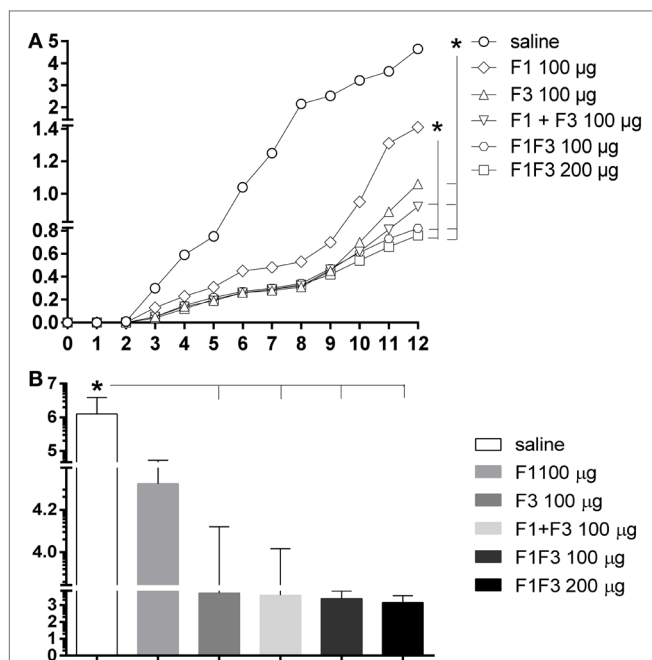 A
5
4
3
2
1.4
1.2
1.0
0.8
0.6
0.4
0.2
0.0
0 1 2 3 4 5 6 7 8 9 10 11 12
*
*
saline
F1 100 µg
F3 100 µg
F1 + F3 100 µg
F1F3 100 µg
F1F3 200 µg
B
7
6
5
4.2
4.0
3
2
1
0
*
saline
F1100 µg
F3 100 µg
F1+F3 100 µg
F1F3 100 µg
F1F3 200 µg